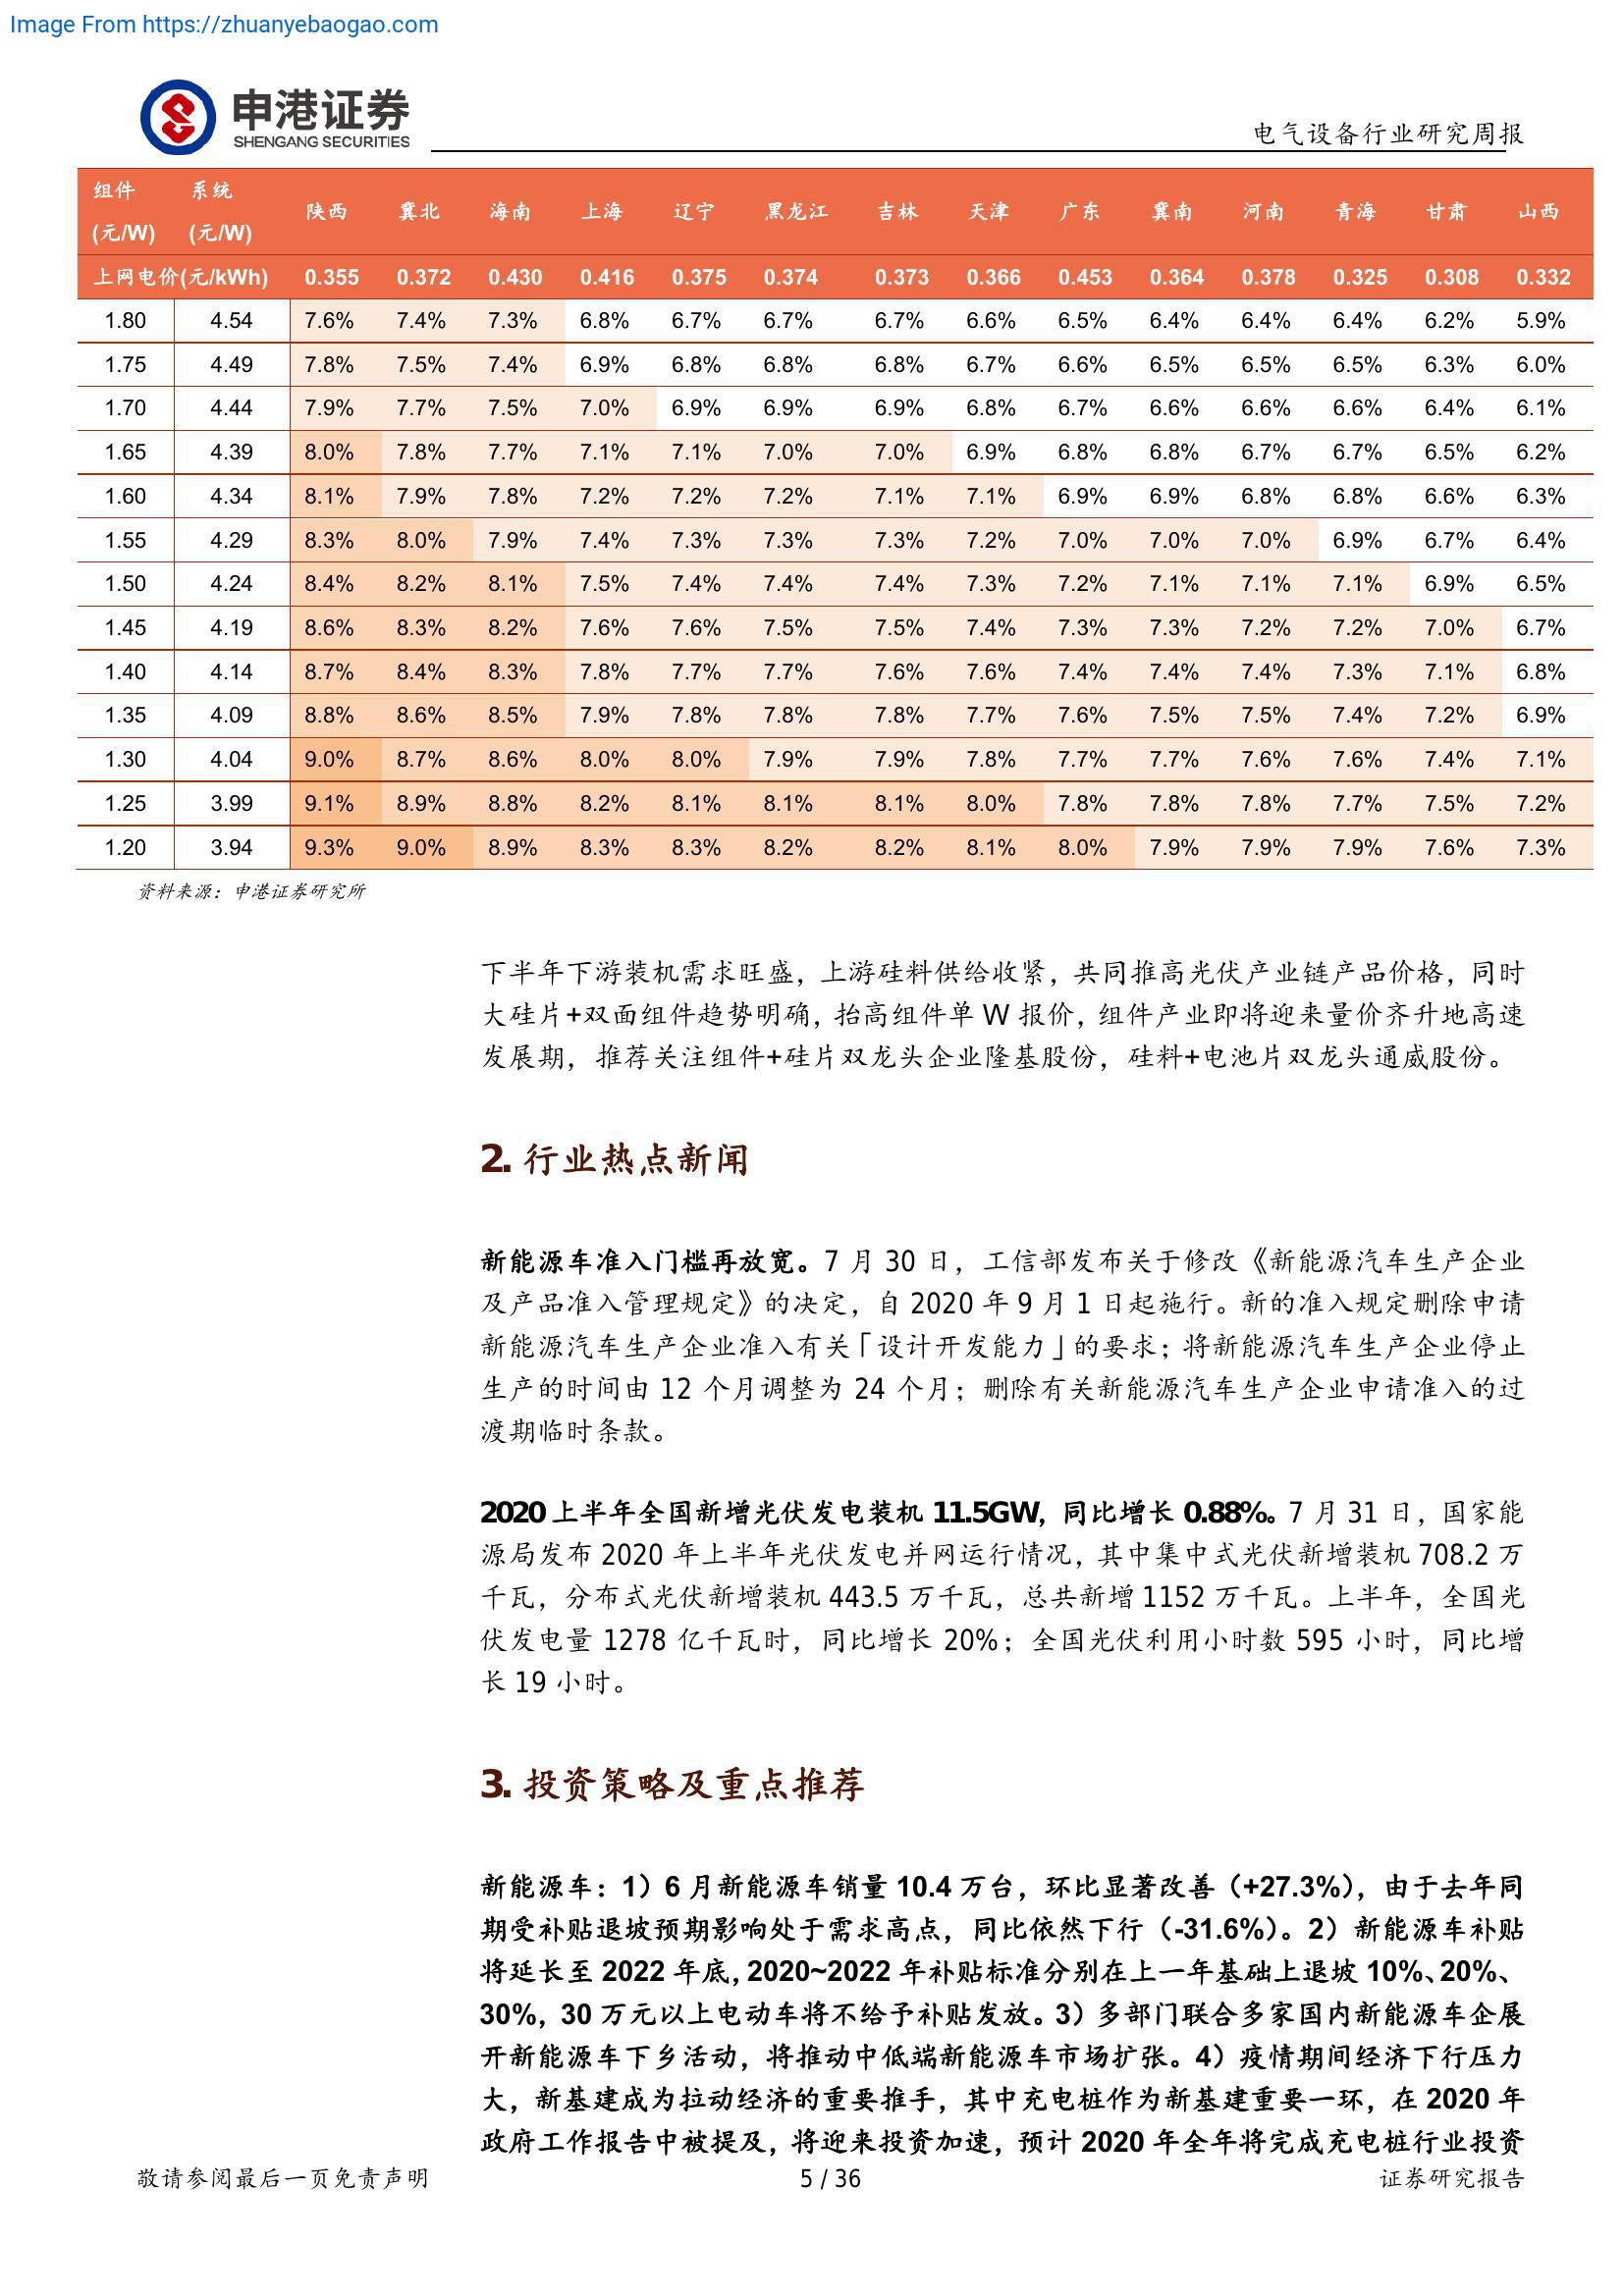 Image From https://zhuanyebaogao.com
申港证券
SHENGANG SECURITIES
电气设备行业研究周报
组件 (元/W) 系统 (元/W) 陕西 冀北 海南 上海 辽宁 黑龙江 吉林 天津 广东 冀南 河南 青海 甘肃 山西
上网电价(元/kWh) 0.355 0.372 0.430 0.416 0.375 0.374 0.373 0.366 0.453 0.364 0.378 0.325 0.308 0.332
1.80 4.54 7.6% 7.4% 7.3% 6.8% 6.7% 6.7% 6.7% 6.6% 6.5% 6.4% 6.4% 6.4% 6.2% 5.9%
1.75 4.49 7.8% 7.5% 7.4% 6.9% 6.8% 6.8% 6.8% 6.7% 6.6% 6.5% 6.5% 6.5% 6.3% 6.0%
1.70 4.44 7.9% 7.7% 7.5% 7.0% 6.9% 6.9% 6.9% 6.8% 6.7% 6.6% 6.6% 6.6% 6.4% 6.1%
1.65 4.39 8.0% 7.8% 7.7% 7.1% 7.1% 7.0% 7.0% 6.9% 6.8% 6.8% 6.7% 6.7% 6.5% 6.2%
1.60 4.34 8.1% 7.9% 7.8% 7.2% 7.2% 7.2% 7.1% 7.1% 6.9% 6.9% 6.8% 6.8% 6.6% 6.3%
1.55 4.29 8.3% 8.0% 7.9% 7.4% 7.3% 7.3% 7.3% 7.2% 7.0% 7.0% 7.0% 6.9% 6.7% 6.4%
1.50 4.24 8.4% 8.2% 8.1% 7.5% 7.4% 7.4% 7.4% 7.3% 7.2% 7.1% 7.1% 7.1% 6.9% 6.5%
1.45 4.19 8.6% 8.3% 8.2% 7.6% 7.6% 7.5% 7.5% 7.4% 7.3% 7.3% 7.2% 7.2% 7.0% 6.7%
1.40 4.14 8.7% 8.4% 8.3% 7.8% 7.7% 7.7% 7.6% 7.6% 7.4% 7.4% 7.4% 7.3% 7.1% 6.8%
1.35 4.09 8.8% 8.6% 8.5% 7.9% 7.8% 7.8% 7.8% 7.7% 7.6% 7.5% 7.5% 7.4% 7.2% 6.9%
1.30 4.04 9.0% 8.7% 8.6% 8.0% 8.0% 7.9% 7.9% 7.8% 7.7% 7.7% 7.6% 7.6% 7.4% 7.1%
1.25 3.99 9.1% 8.9% 8.8% 8.2% 8.1% 8.1% 8.1% 8.0% 7.8% 7.8% 7.8% 7.7% 7.5% 7.2%
1.20 3.94 9.3% 9.0% 8.9% 8.3% 8.3% 8.2% 8.2% 8.1% 8.0% 7.9% 7.9% 7.9% 7.6% 7.3%
资料来源：申港证券研究所
下半年下游装机需求旺盛，上游硅料供给收紧，共同推高光伏产业链产品价格，同时
大硅片+双面组件趋势明确，抬高组件单 W 报价，组件产业即将迎来量价齐升地高速
发展期，推荐关注组件+硅片双龙头企业隆基股份，硅料+电池片双龙头通威股份。
2. 行业热点新闻
新能源车准入门槛再放宽。7 月 30 日，工信部发布关于修改《新能源汽车生产企业
及产品准入管理规定》的决定，自 2020 年 9 月 1 日起施行。新的准入规定删除申请
新能源汽车生产企业准入有关「设计开发能力」的要求；将新能源汽车生产企业停止
生产的时间由 12 个月调整为 24 个月；删除有关新能源汽车生产企业申请准入的过
渡期临时条款。
2020 上半年全国新增光伏发电装机 11.5GW，同比增长 0.88%。7 月 31 日，国家能
源局发布 2020 年上半年光伏发电并网运行情况，其中集中式光伏新增装机 708.2 万
千瓦，分布式光伏新增装机 443.5 万千瓦，总共新增 1152 万千瓦。上半年，全国光
伏发电量 1278 亿千瓦时，同比增长 20%；全国光伏利用小时数 595 小时，同比增
长 19 小时。
3. 投资策略及重点推荐
新能源车：1）6 月新能源车销量 10.4 万台，环比显著改善（+27.3%），由于去年同
期受补贴退坡预期影响处于需求高点，同比依然下行（-31.6%）。2）新能源车补贴
将延长至 2022 年底，2020~2022 年补贴标准分别在上一年基础上退坡 10%、20%、
30%，30 万元以上电动车将不给予补贴发放。3）多部门联合多家国内新能源车企展
开新能源车下乡活动，将推动中低端新能源车市场扩张。4）疫情期间经济下行压力
大，新基建成为拉动经济的重要推手，其中充电桩作为新基建重要一环，在 2020 年
政府工作报告中被提及，将迎来投资加速，预计 2020 年全年将完成充电桩行业投资
敬请参阅最后一页免责声明 5 / 36 证券研究报告